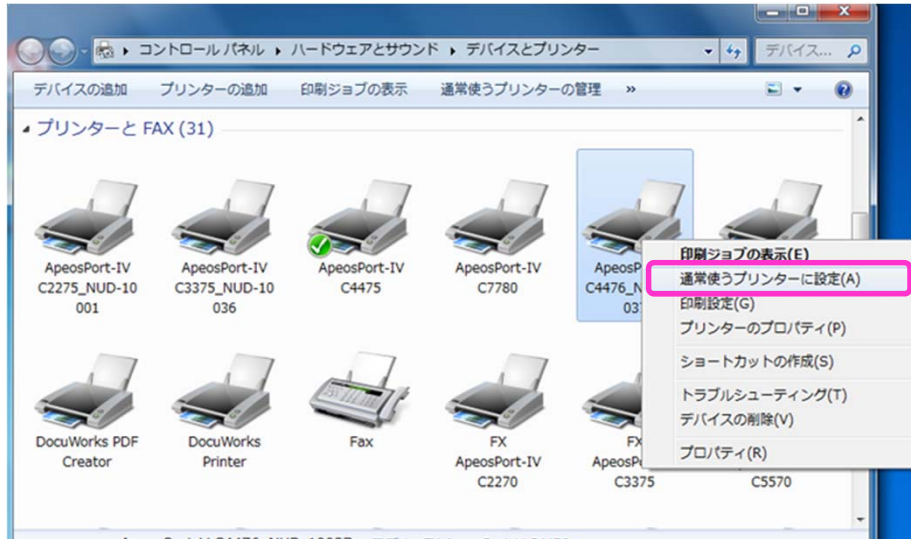 コントロール パネル ▸ ハードウェアとサウンド ▸ デバイスとプリンター
デバイス...
デバイスの追加 プリンターの追加 印刷ジョブの表示 通常使うプリンターの管理 »
プリンターと FAX (31)
ApeosPort-IV
C2275_NUD-10
001
ApeosPort-IV
C3375_NUD-10
036
ApeosPort-IV
C4475
ApeosPort-IV
C7780
ApeosP
C4476_N
03
印刷ジョブの表示(E)
通常使うプリンターに設定(A)
印刷設定(G)
プリンターのプロパティ(P)
ショートカットの作成(S)
トラブルシューティング(T)
デバイスの削除(V)
プロパティ(R)
DocuWorks PDF
Creator
DocuWorks
Printer
Fax
FX
ApeosPort-IV
C2270
FX
ApeosP
C3375
C5570